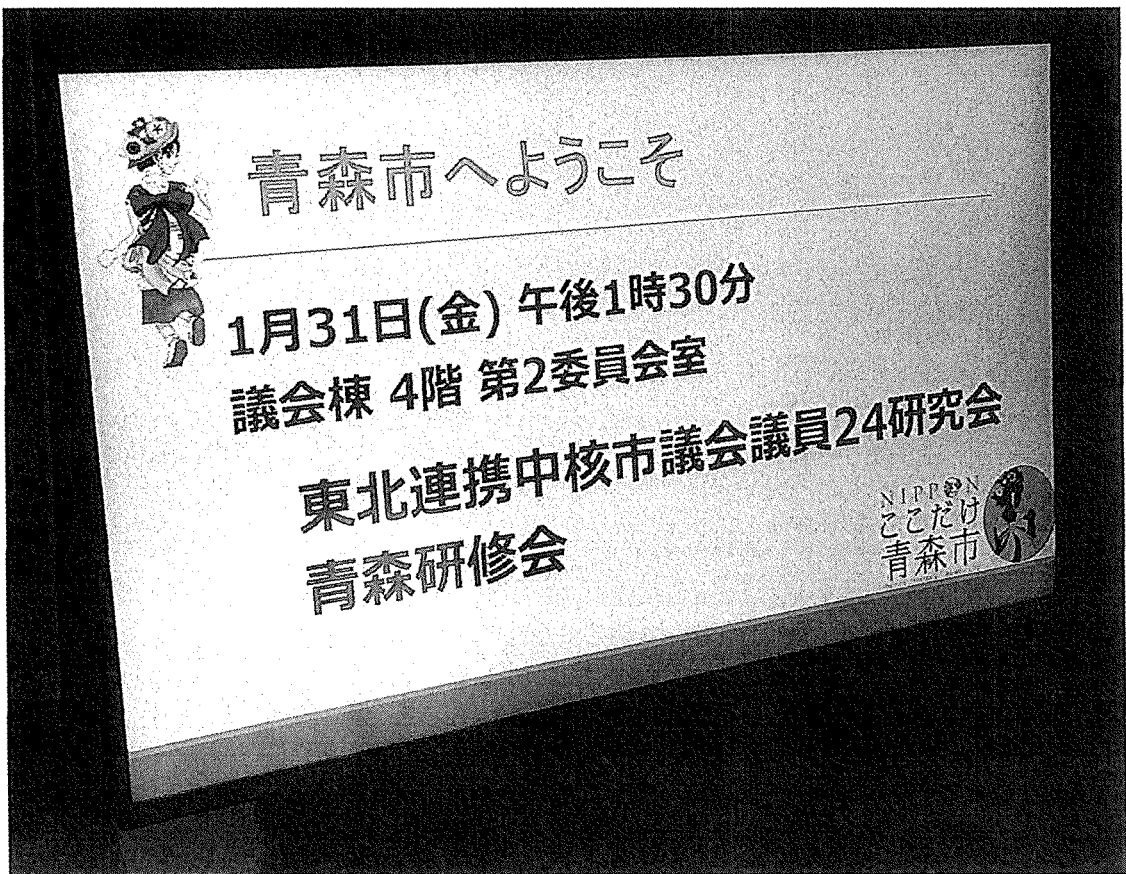 青森市へようこそ
1月31日(金) 午後1時30分
議会棟 4階 第2委員会室
東北連携中核市議会議員24研究会
青森研修会
NIPPON
ここだけ
青森市